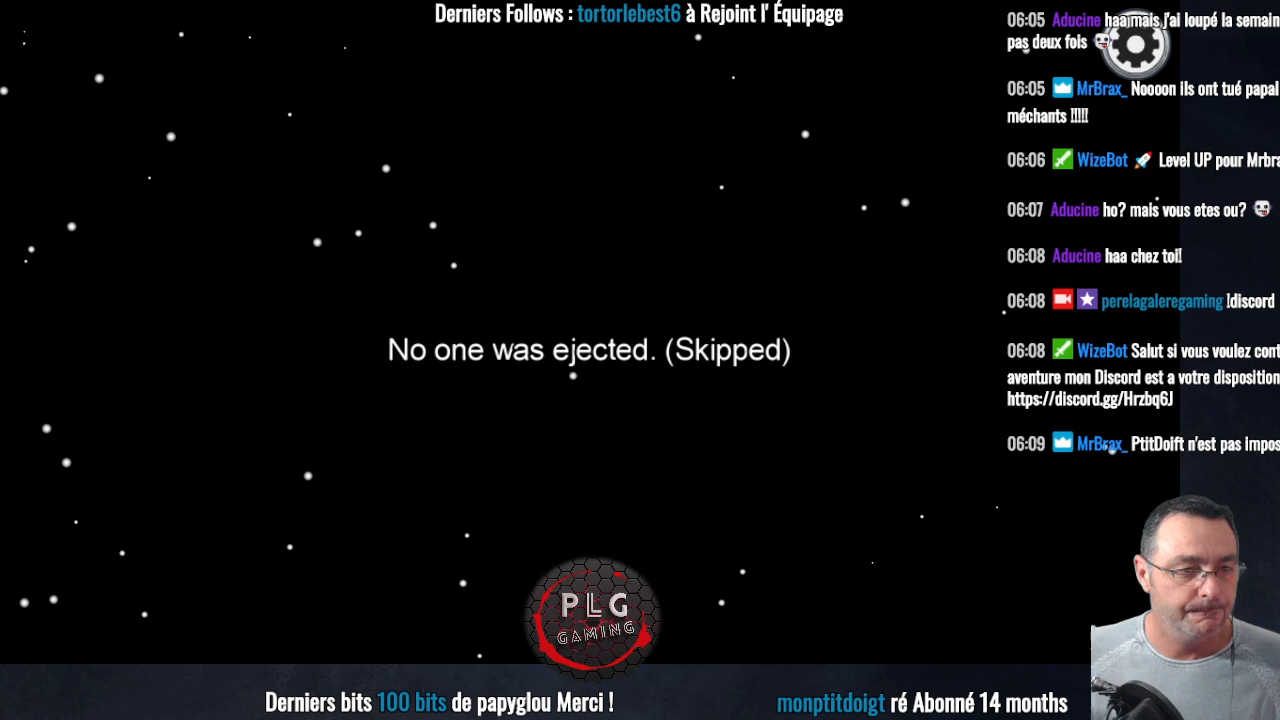 Derniers Follows : tortorlebest6 à Rejoint l' Équipage
06:05 Aducine haa mais j'ai loupé la semain
pas deux fois
06:05 MrBrax_ Noooon ils ont tué papal
méchants !!!!!
06:06 WizeBot Level UP pour Mrbra
06:07 Aducine ho? mais vous etes ou?
06:08 Aducine haa chez toi!
06:08 perelagaleregaming !discord
06:08 WizeBot Salut si vous voulez cont
aventure mon Discord est a votre disposition
https://discord.gg/Hrzbq6J
06:09 MrBrax_ PtitDoift n'est pas impos
No one was ejected. (Skipped)
PLG
GAMING
Derniers bits 100 bits de papyglou Merci !
monptitdoigt ré Abonné 14 months